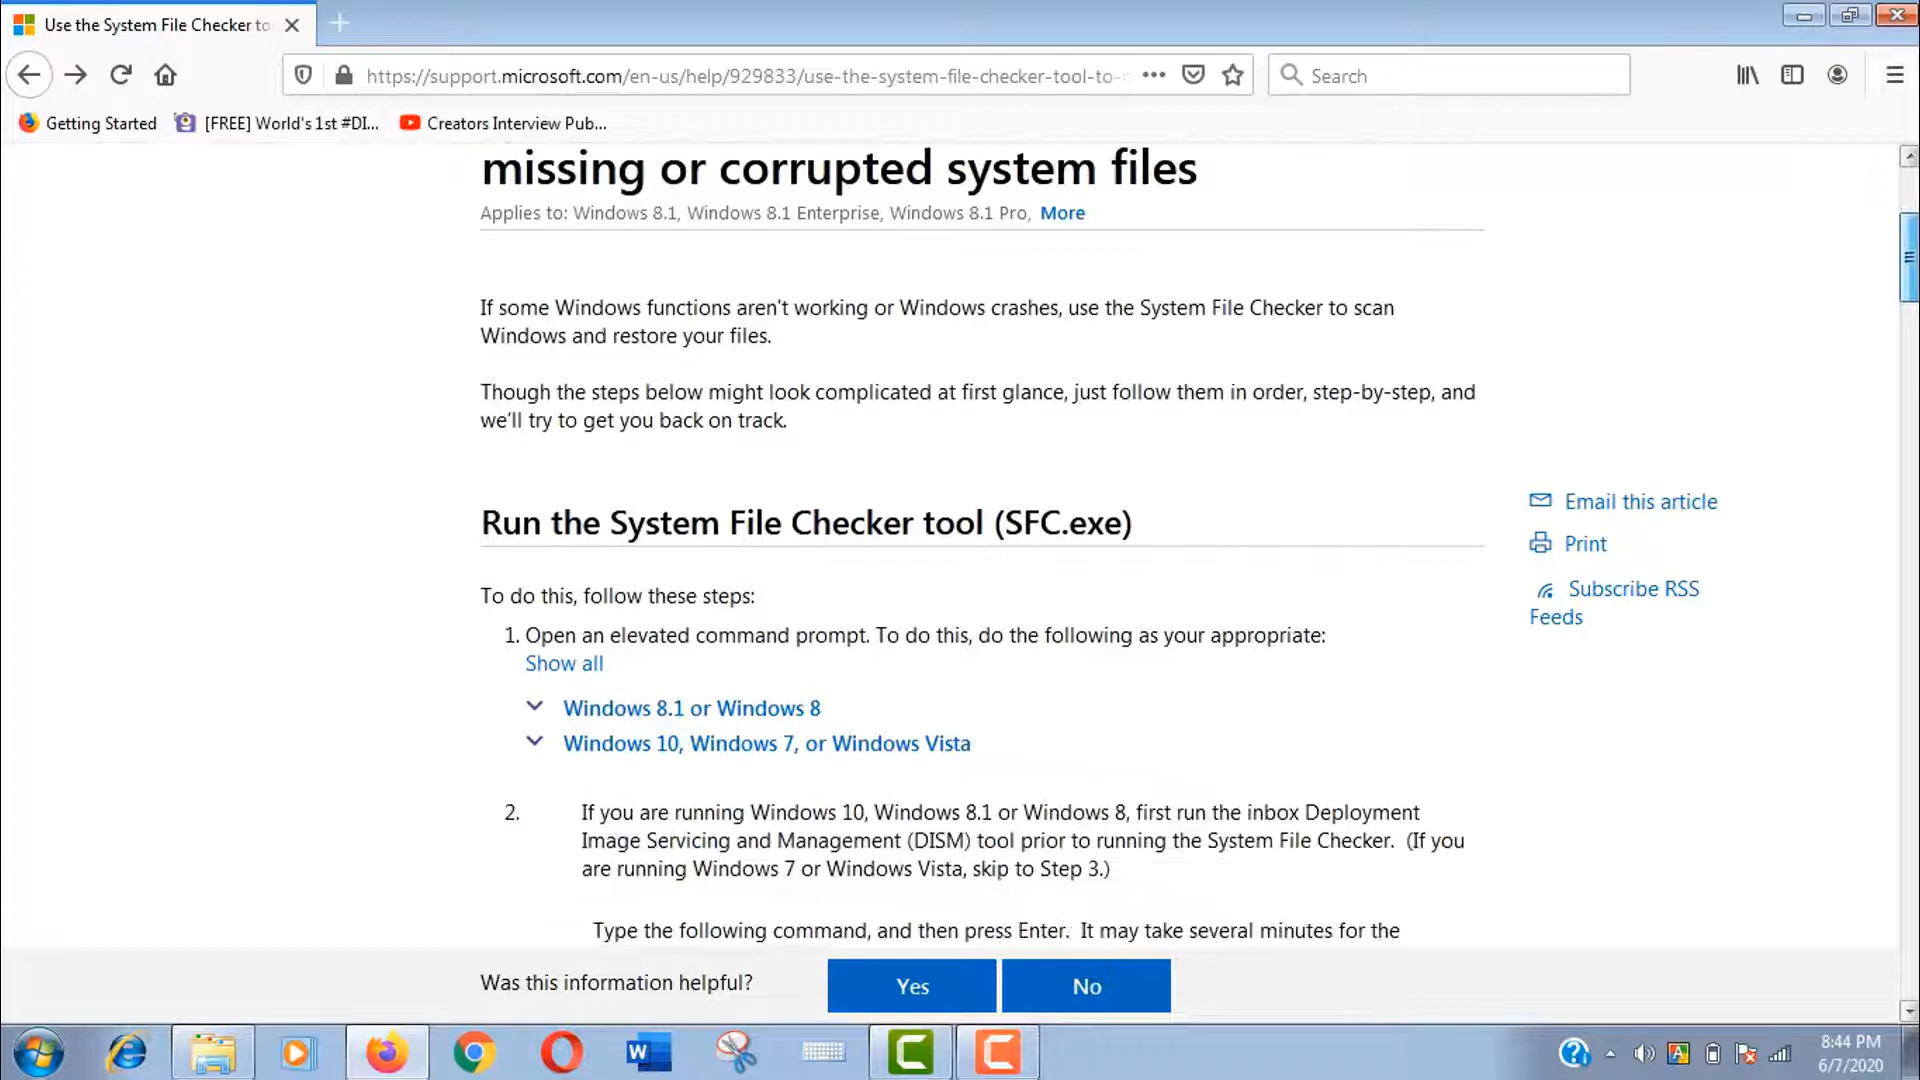 Use the System File Checker to
https://support.microsoft.com/en-us/help/929833/use-the-system-file-checker-tool-to-
Search
Getting Started
[FREE] World's 1st #DI...
Creators Interview Pub...
missing or corrupted system files
Applies to: Windows 8.1, Windows 8.1 Enterprise, Windows 8.1 Pro, More
If some Windows functions aren't working or Windows crashes, use the System File Checker to scan
Windows and restore your files.
Though the steps below might look complicated at first glance, just follow them in order, step-by-step, and
we'll try to get you back on track.
Run the System File Checker tool (SFC.exe)
Email this article
Print
Subscribe RSS
Feeds
To do this, follow these steps:
1. Open an elevated command prompt. To do this, do the following as your appropriate:
Show all
Windows 8.1 or Windows 8
Windows 10, Windows 7, or Windows Vista
2. If you are running Windows 10, Windows 8.1 or Windows 8, first run the inbox Deployment
Image Servicing and Management (DISM) tool prior to running the System File Checker. (If you
are running Windows 7 or Windows Vista, skip to Step 3.)
Type the following command, and then press Enter. It may take several minutes for the
Was this information helpful?
Yes
No
8:44 PM
6/7/2020